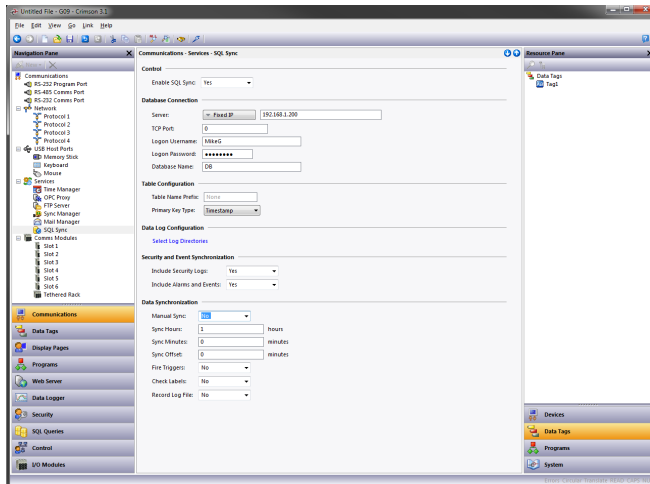 Untitled File - G09 - Crimson 3.1
File Edit View Go Link Help
Navigation Pane
Communications
RS-232 Program Port
RS-485 Comms Port
RS-232 Comms Port
Network
Protocol 1
Protocol 2
Protocol 3
Protocol 4
USB Host Ports
Memory Stick
Keyboard
Mouse
Services
Time Manager
OPC Proxy
FTP Server
Sync Manager
Mail Manager
SQL Sync
Comms Modules
Slot 1
Slot 2
Slot 3
Slot 4
Slot 5
Slot 6
Tethered Rack
Communications
Data Tags
Display Pages
Programs
Web Server
Data Logger
Security
SQL Queries
Control
I/O Modules
Communications - Services - SQL Sync
Control
Enable SQL Sync: Yes
Database Connection
Server: Fixed IP 192.168.1.200
TCP Port: 0
Logon Username: MikeG
Logon Password: ••••••••
Database Name: DB
Table Configuration
Table Name Prefix: None
Primary Key Type: Timestamp
Data Log Configuration
Select Log Directories
Security and Event Synchronization
Include Security Logs: Yes
Include Alarms and Events: Yes
Data Synchronization
Manual Sync: No
Sync Hours: 1 hours
Sync Minutes: 0 minutes
Sync Offset: 0 minutes
Fire Triggers: No
Check Labels: No
Record Log File: No
Resource Pane
Data Tags
Tag1
Devices
Data Tags
Programs
System